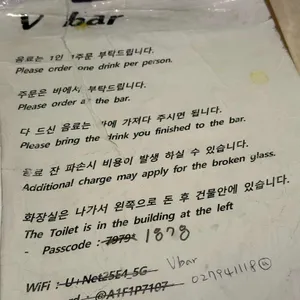 V bar
음료는 1인 1주문 부탁드립니다.
Please order one drink per person.
주문은 바에서 부탁드립니다.
Please order at the bar.
다 드신 음료는 바에 가져다 주시면 됩니다.
Please bring the drink you finished to the bar.
음료 잔 파손시 비용이 발생 하실 수 있습니다.
Additional charge may apply for the broken glass.
화장실은 나가서 왼쪽으로 돈 후 건물안에 있습니다.
The Toilet is in the building at the left
- Passcode : 7979* 1878
Vbar
WiFi : U+Net25E4_5G 027941118
: @A1F1P7197